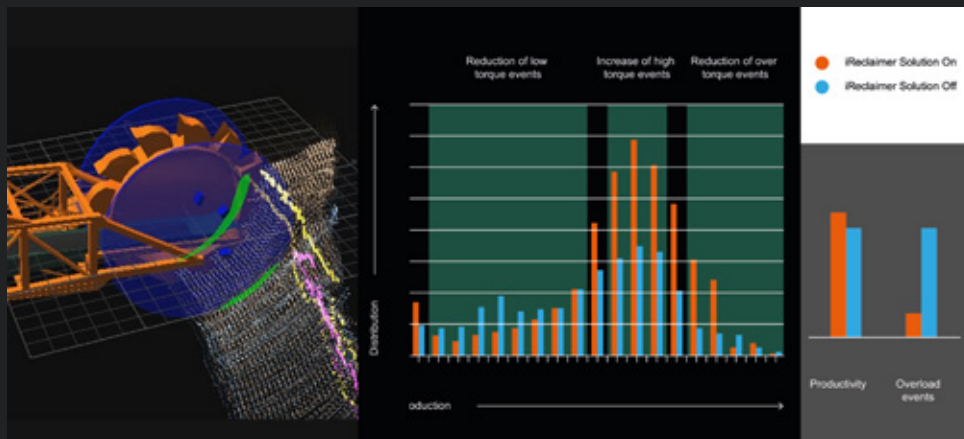 Reduction of low
torque events
Increase of high
torque events
Reduction of over
torque events
Distribution
oduction
iReclaimer Solution On
iReclaimer Solution Off
Productivity
Overload
events